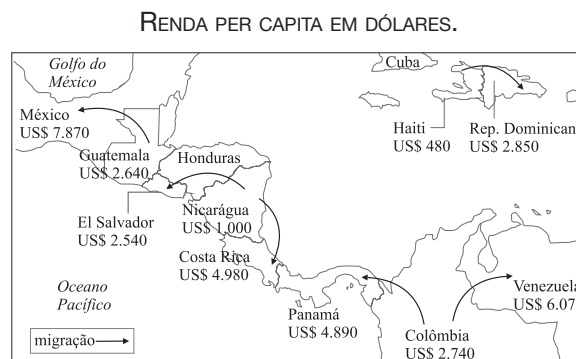 RENDA PER CAPITA EM DÓLARES.
Golfo do
México
Cuba
México
US$ 7.870
Haiti
US$ 480
Rep. Dominican
US$ 2.850
Guatemala
US$ 2.640
Honduras
El Salvador
US$ 2.540
Nicarágua
US$ 1.000
Costa Rica
US$ 4.980
Oceano
Pacífico
Panamá
US$ 4.890
Venezuela
US$ 6.07
Colômbia
US$ 2.740
migração